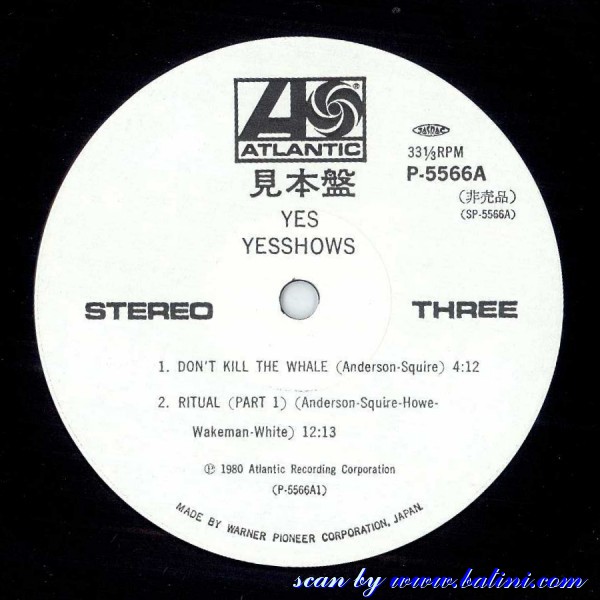 ATLANTIC
見本盤
YES
YESSHOWS
JASRAC
33⅓RPM
P-5566A
(非売品)
(SP-5566A)
STEREO
THREE
1. DON'T KILL THE WHALE (Anderson-Squire) 4:12
2. RITUAL (PART 1) (Anderson-Squire-Howe-
Wakeman-White) 12:13
℗ 1980 Atlantic Recording Corporation
(P-5566A1)
MADE BY WARNER PIONEER CORPORATION, JAPAN.
scan by www.batini.com